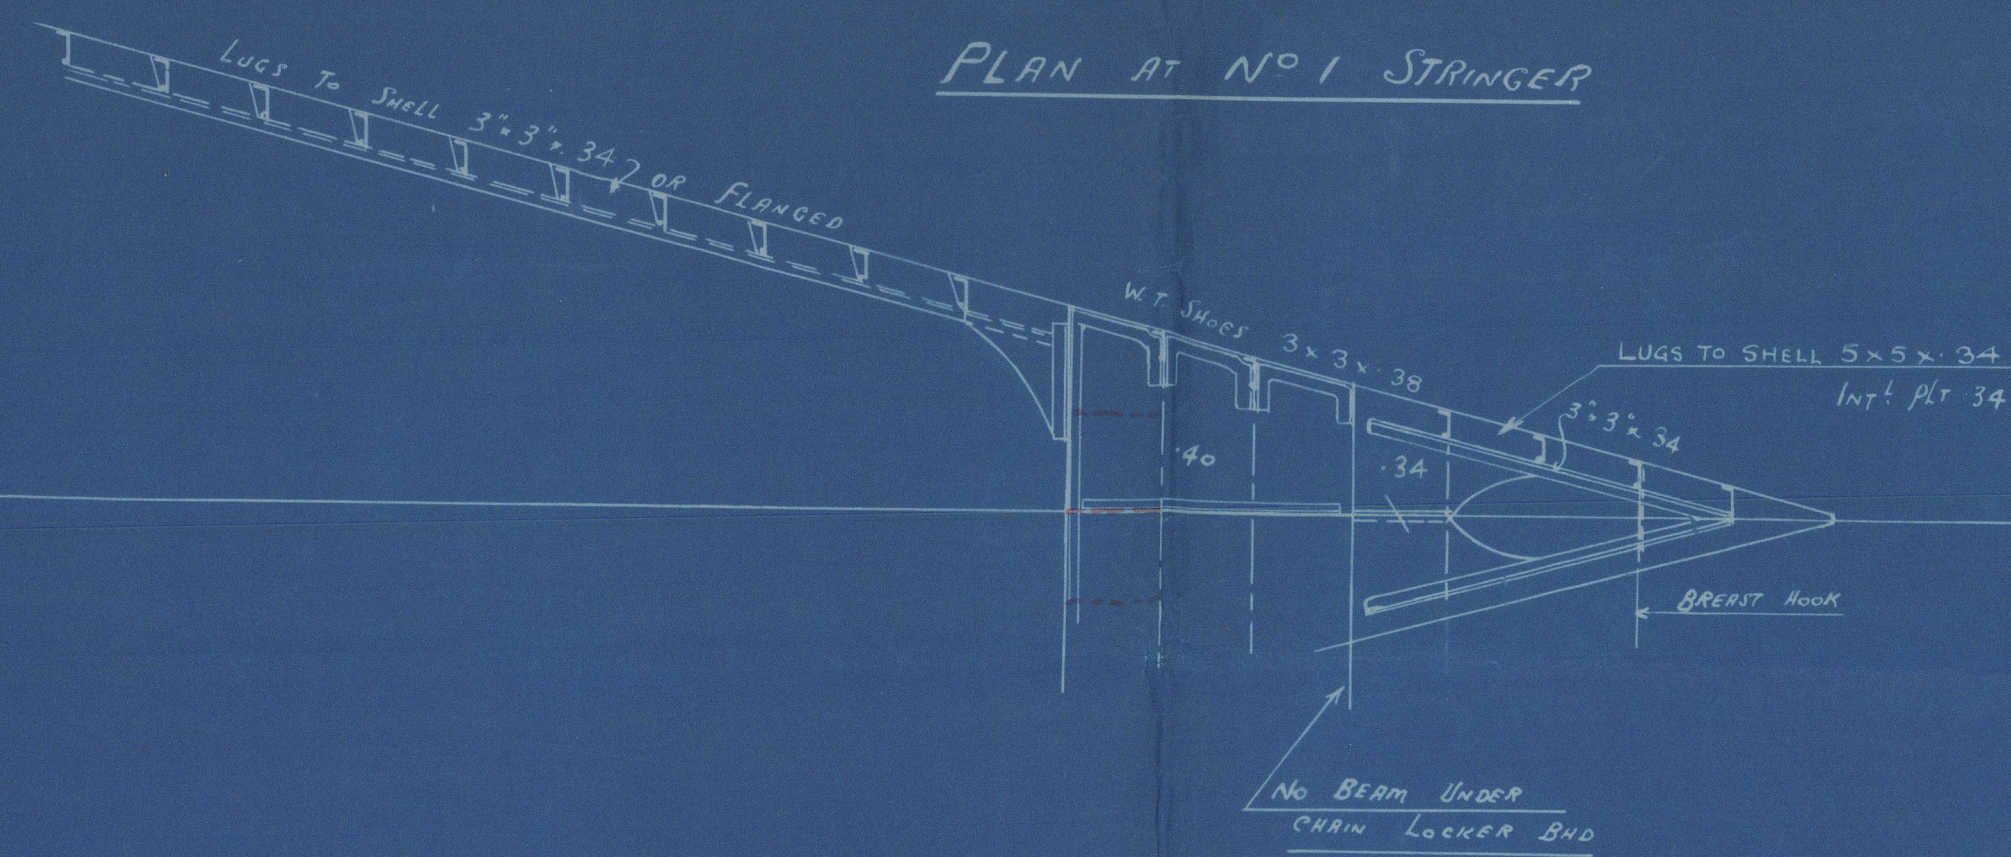 PLAN AT Nº 1 STRINGER
LUGS TO SHELL 3" x 3" x .34 OR FLANGED
W.T. SHOES 3 x 3 x .38
LUGS TO SHELL 5 x 5 x .34
INTL PLT 34
3" x 3" x 34
.40
.34
BREAST HOOK
NO BEAM UNDER
CHAIN LOCKER BHD